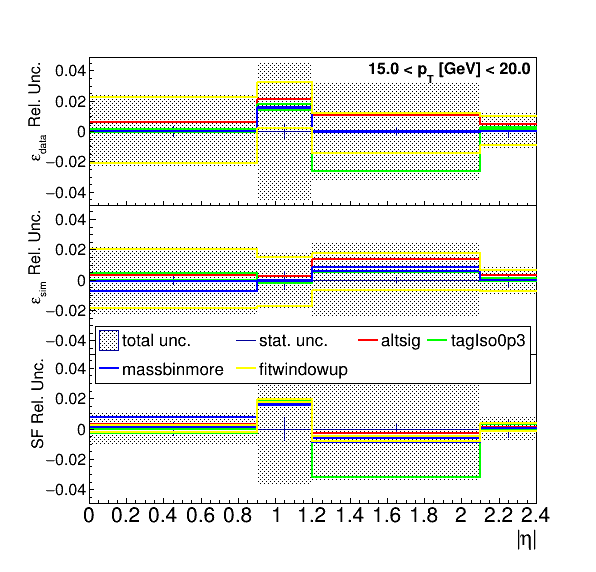 15.0 < p_T [GeV] < 20.0
ε_data Rel. Unc.
0.04
0.02
0
−0.02
−0.04
ε_sim Rel. Unc.
0.04
0.02
0
−0.02
−0.04
total unc. stat. unc. altsig tagIso0p3
massbinmore fitwindowup
SF Rel. Unc.
0.02
0
−0.02
−0.04
0 0.2 0.4 0.6 0.8 1 1.2 1.4 1.6 1.8 2 2.2 2.4
|η|